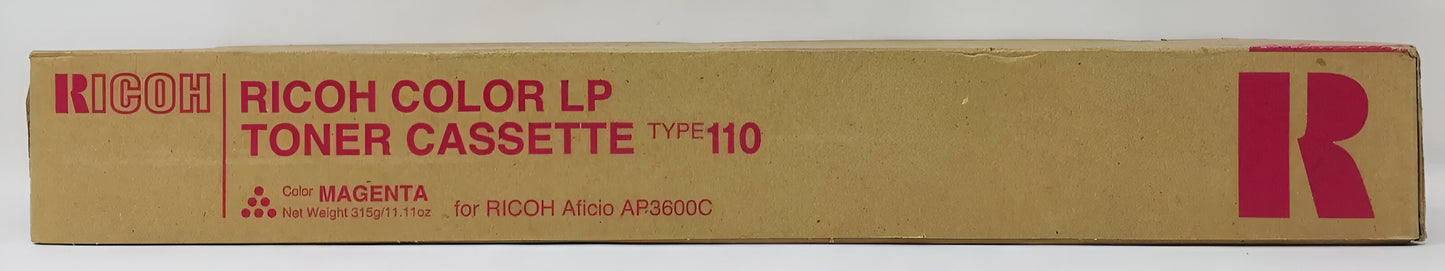 RICOH
RICOH COLOR LP
TONER CASSETTE TYPE 110
Color MAGENTA
Net Weight 315g/11.11oz
for RICOH Aficio AP3600C
R